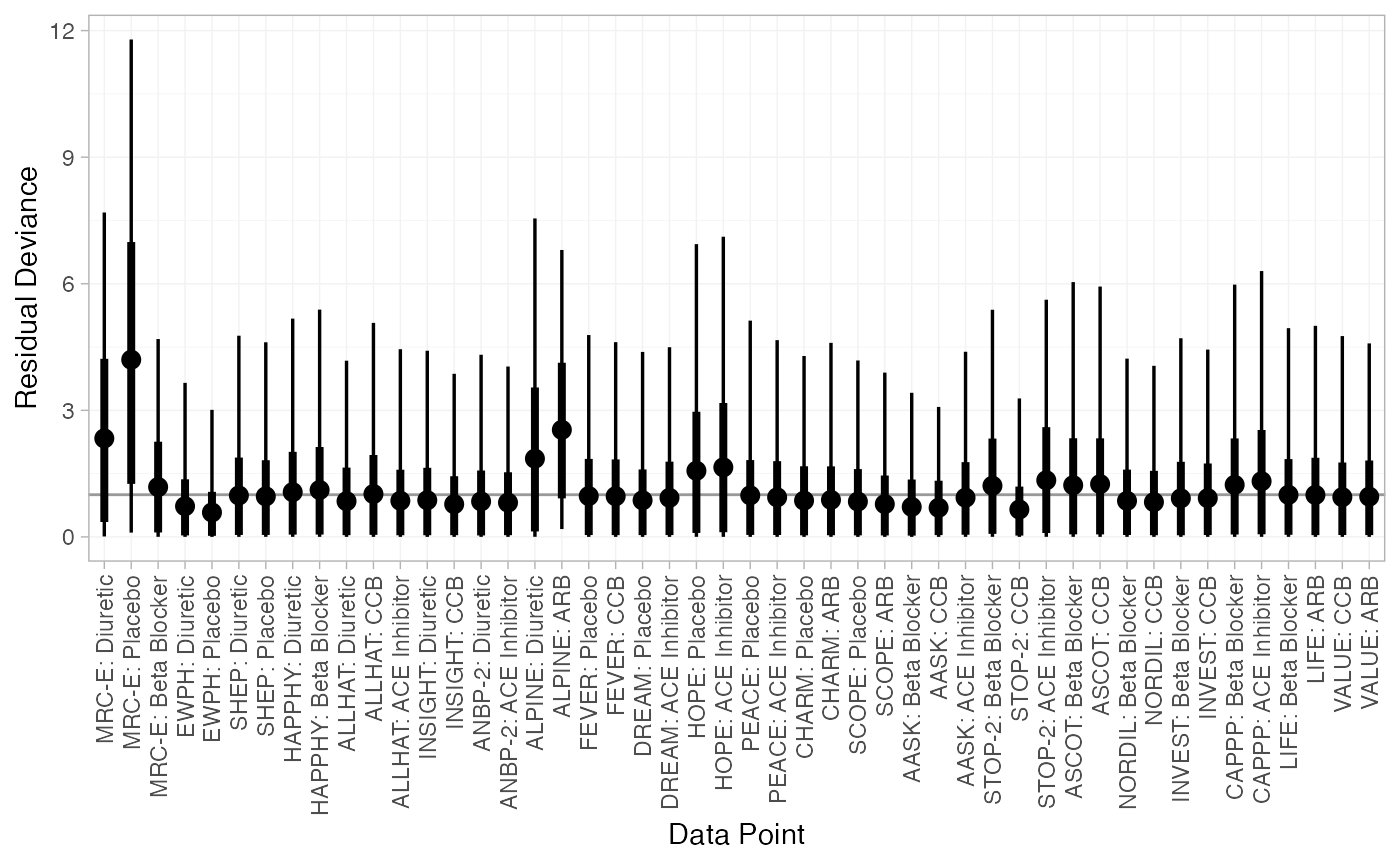 Residual Deviance
12
9
6
3
0
MRC-E: Diuretic
MRC-E: Placebo
MRC-E: Beta Blocker
EWPH: Diuretic
EWPH: Placebo
SHEP: Diuretic
SHEP: Placebo
HAPPHY: Diuretic
HAPPHY: Beta Blocker
ALLHAT: Diuretic
ALLHAT: CCB
ALLHAT: ACE Inhibitor
INSIGHT: Diuretic
INSIGHT: CCB
ANBP-2: Diuretic
ANBP-2: ACE Inhibitor
ALPINE: Diuretic
ALPINE: ARB
FEVER: Placebo
FEVER: CCB
DREAM: Placebo
DREAM: ACE Inhibitor
HOPE: Placebo
HOPE: ACE Inhibitor
PEACE: Placebo
PEACE: ACE Inhibitor
CHARM: Placebo
CHARM: ARB
SCOPE: Placebo
SCOPE: ARB
AASK: Beta Blocker
AASK: CCB
AASK: ACE Inhibitor
STOP-2: Beta Blocker
STOP-2: CCB
STOP-2: ACE Inhibitor
ASCOT: Beta Blocker
ASCOT: CCB
NORDIL: Beta Blocker
NORDIL: CCB
INVEST: Beta Blocker
INVEST: CCB
CAPPP: Beta Blocker
CAPPP: ACE Inhibitor
LIFE: Beta Blocker
LIFE: ARB
VALUE: CCB
VALUE: ARB
Data Point